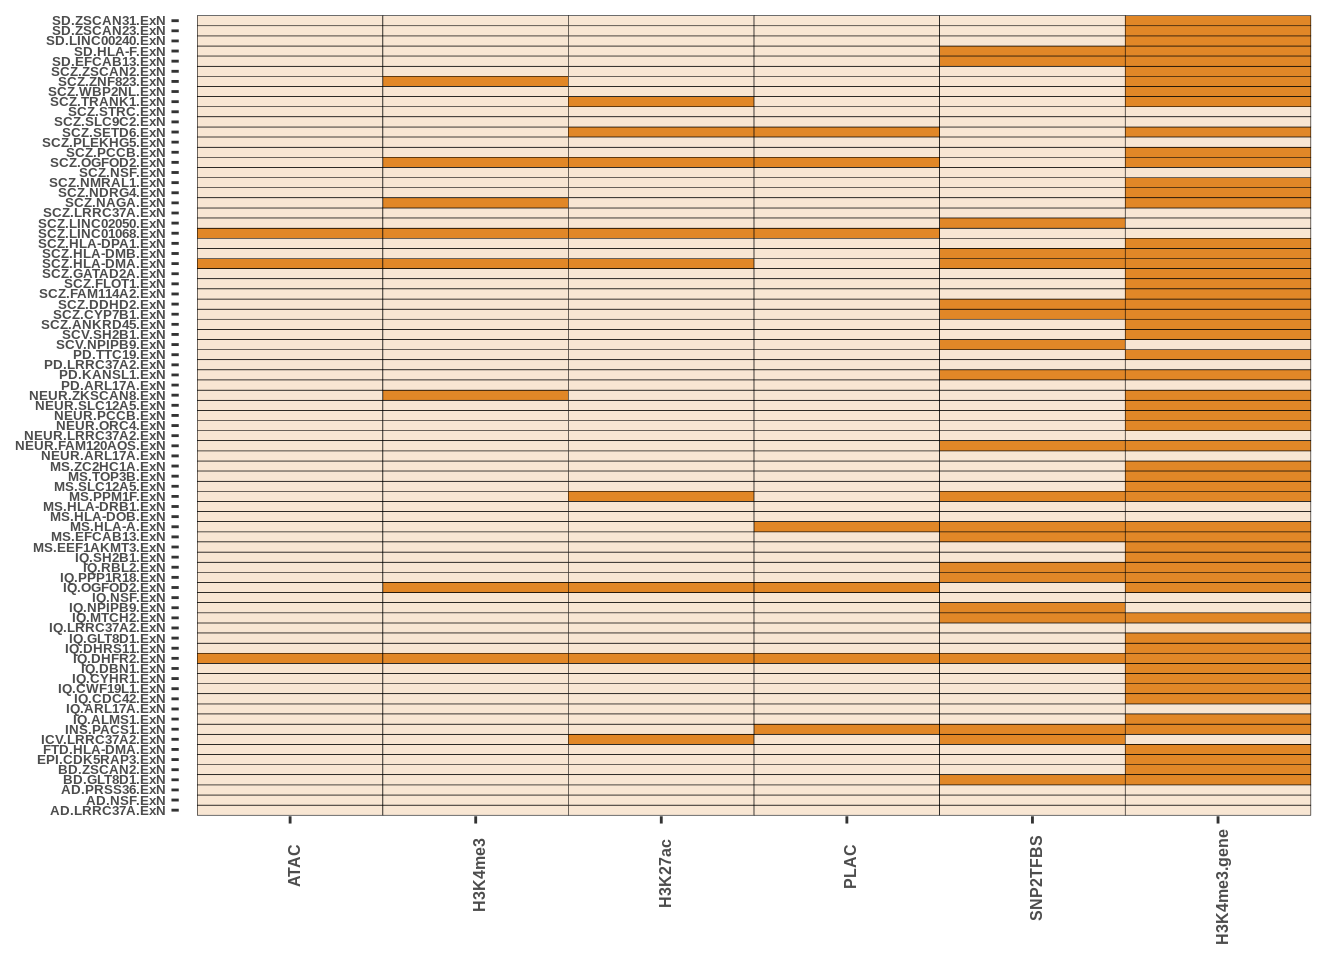 SD.ZSCAN31.ExN
SD.ZSCAN23.ExN
SD.LINC00240.ExN
SD.HLA-F.ExN
SD.EFCAB13.ExN
SCZ.ZSCAN2.ExN
SCZ.ZNF823.ExN
SCZ.WBP2NL.ExN
SCZ.TRANK1.ExN
SCZ.STRC.ExN
SCZ.SLC9C2.ExN
SCZ.SETD6.ExN
SCZ.PLEKHG5.ExN
SCZ.PCCB.ExN
SCZ.OGFOD2.ExN
SCZ.NSF.ExN
SCZ.NMRAL1.ExN
SCZ.NDRG4.ExN
SCZ.NAGA.ExN
SCZ.LRRC37A.ExN
SCZ.LINC02050.ExN
SCZ.LINC01068.ExN
SCZ.HLA-DPA1.ExN
SCZ.HLA-DMB.ExN
SCZ.HLA-DMA.ExN
SCZ.GATAD2A.ExN
SCZ.FLOT1.ExN
SCZ.FAM114A2.ExN
SCZ.DDHD2.ExN
SCZ.CYP7B1.ExN
SCZ.ANKRD45.ExN
SCV.SH2B1.ExN
SCV.NPIPB9.ExN
PD.TTC19.ExN
PD.LRRC37A2.ExN
PD.KANSL1.ExN
PD.ARL17A.ExN
NEUR.ZKSCAN8.ExN
NEUR.SLC12A5.ExN
NEUR.PCCB.ExN
NEUR.ORC4.ExN
NEUR.LRRC37A2.ExN
NEUR.FAM120AOS.ExN
NEUR.ARL17A.ExN
MS.ZC2HC1A.ExN
MS.TOP3B.ExN
MS.SLC12A5.ExN
MS.PPM1F.ExN
MS.HLA-DRB1.ExN
MS.HLA-DOB.ExN
MS.HLA-A.ExN
MS.EFCAB13.ExN
MS.EEF1AKMT3.ExN
IQ.SH2B1.ExN
IQ.RBL2.ExN
IQ.PPP1R18.ExN
IQ.OGFOD2.ExN
IQ.NSF.ExN
IQ.NPIPB9.ExN
IQ.MTCH2.ExN
IQ.LRRC37A2.ExN
IQ.GLT8D1.ExN
IQ.DHRS11.ExN
IQ.DHFR2.ExN
IQ.DBN1.ExN
IQ.CYHR1.ExN
IQ.CWF19L1.ExN
IQ.CDC42.ExN
IQ.ARL17A.ExN
IQ.ALMS1.ExN
INS.PACS1.ExN
ICV.LRRC37A2.ExN
FTD.HLA-DMA.ExN
EPI.CDK5RAP3.ExN
BD.ZSCAN2.ExN
BD.GLT8D1.ExN
AD.PRSS36.ExN
AD.NSF.ExN
AD.LRRC37A.ExN
ATAC
H3K4me3
H3K27ac
PLAC
SNP2TFBS
H3K4me3.gene